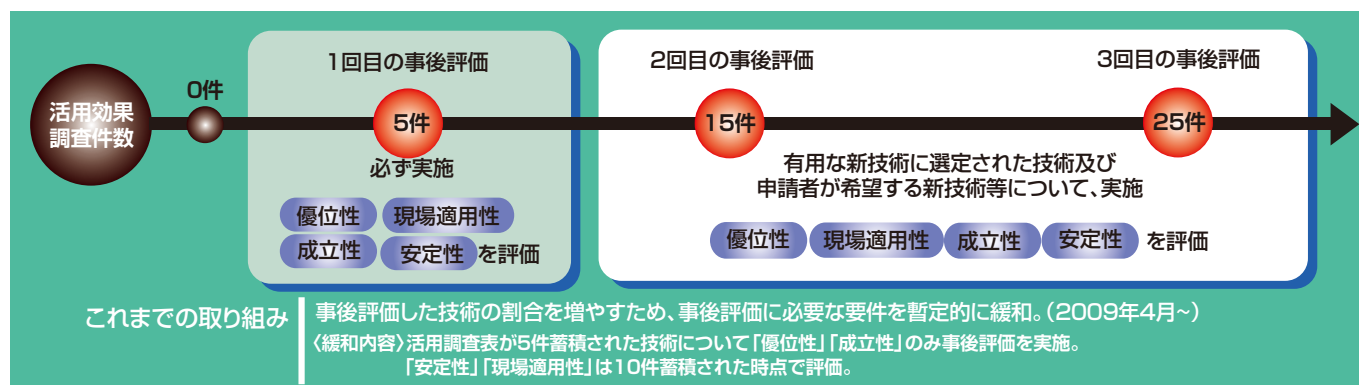 活用効果
調査件数
0件
1回目の事後評価
5件
必ず実施
優位性 現場適用性
成立性 安定性 を評価
2回目の事後評価
15件
3回目の事後評価
25件
有用な新技術に選定された技術及び
申請者が希望する新技術等について、実施
優位性 現場適用性 成立性 安定性 を評価
これまでの取り組み
事後評価した技術の割合を増やすため、事後評価に必要な要件を暫定的に緩和。(2009年4月~)
〈緩和内容〉活用調査表が5件蓄積された技術について「優位性」「成立性」のみ事後評価を実施。
「安定性」「現場適用性」は10件蓄積された時点で評価。